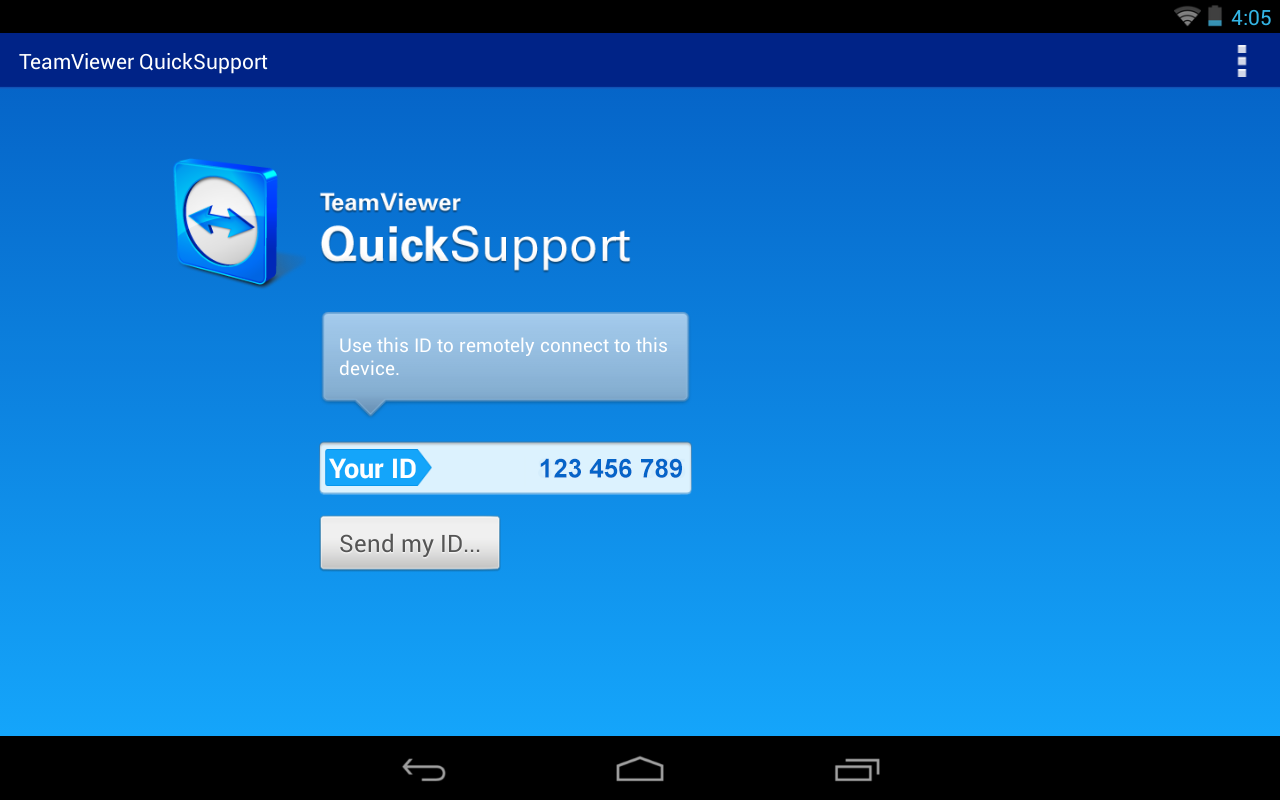 4:05
TeamViewer QuickSupport
TeamViewer
QuickSupport
Use this ID to remotely connect to this
device.
Your ID 123 456 789
Send my ID...